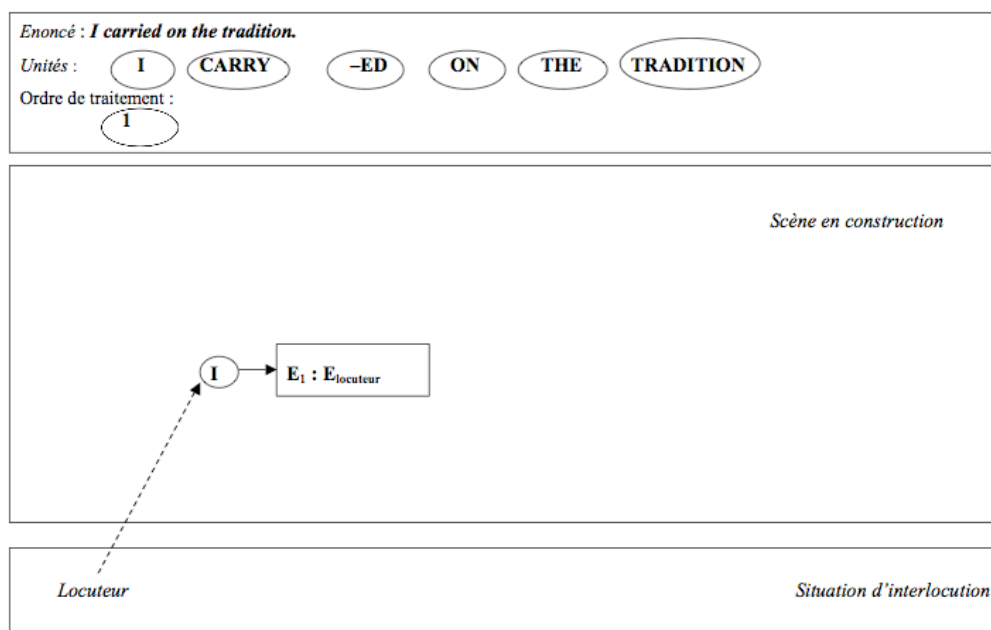 Enoncé : I carried on the tradition.
Unités : I CARRY –ED ON THE TRADITION
Ordre de traitement :
1
Scène en construction
I E1 : Elocuteur
Locuteur Situation d’interlocution